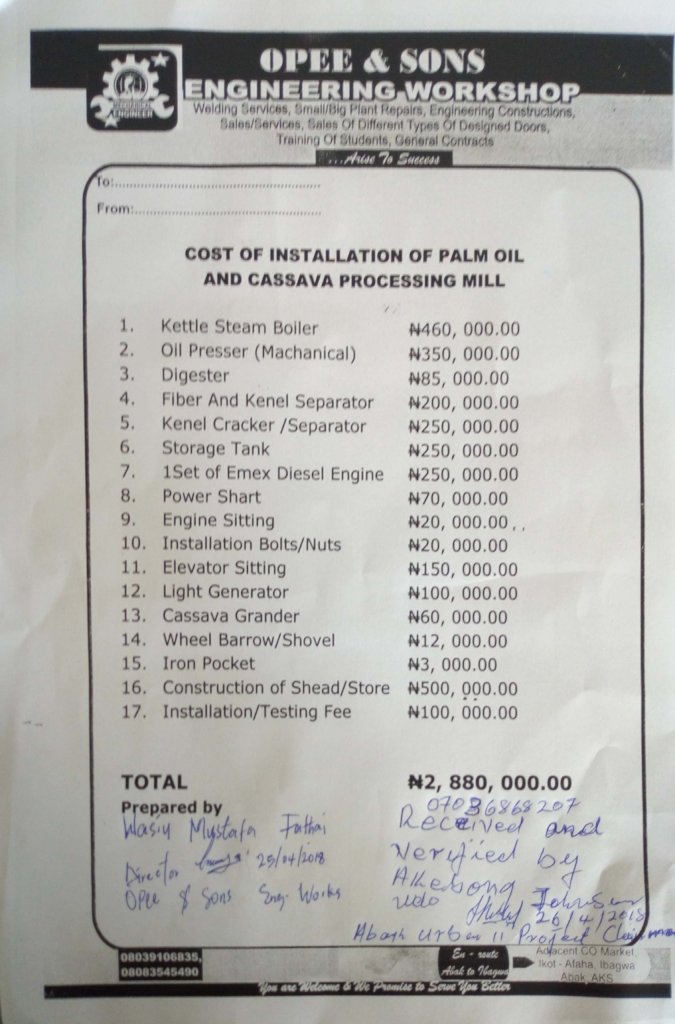 OPEE & SONS
ENGINEERING WORKSHOP
MECHANICAL
ENGINEER
Welding Services, Small/Big Plant Repairs, Engineering Constructions,
Sales/Services, Sales Of Different Types Of Designed Doors,
Training Of Students, General Contracts
...Arise To Success
To:
From:
COST OF INSTALLATION OF PALM OIL
AND CASSAVA PROCESSING MILL
1. Kettle Steam Boiler ₦460, 000.00
2. Oil Presser (Machanical) ₦350, 000.00
3. Digester ₦85, 000.00
4. Fiber And Kenel Separator ₦200, 000.00
5. Kenel Cracker /Separator ₦250, 000.00
6. Storage Tank ₦250, 000.00
7. 1Set of Emex Diesel Engine ₦250, 000.00
8. Power Shart ₦70, 000.00
9. Engine Sitting ₦20, 000.00
10. Installation Bolts/Nuts ₦20, 000.00
11. Elevator Sitting ₦150, 000.00
12. Light Generator ₦100, 000.00
13. Cassava Grander ₦60, 000.00
14. Wheel Barrow/Shovel ₦12, 000.00
15. Iron Pocket ₦3, 000.00
16. Construction of Shead/Store ₦500, 000.00
17. Installation/Testing Fee ₦100, 000.00
TOTAL ₦2, 880, 000.00
Prepared by
Wasiu Mustafa Fathai
Director 25/04/2018
Opee & Sons Eng. Works
07036868207
Received and
Verified by
Akebong
Udo Johnson
26/4/2018
Abak Urban 11 Project Chairman
08039106835,
08083545490
En - route
Abak to Ibagwa
Adjacent CO Market
Ikot - Afaha, Ibagwa
Abak, AKS
You are Welcome & We Promise to Serve You Better